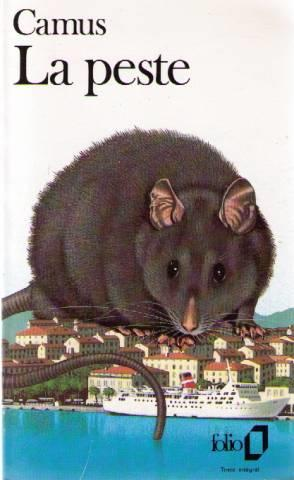 Camus
La peste
folio
Texte intégral